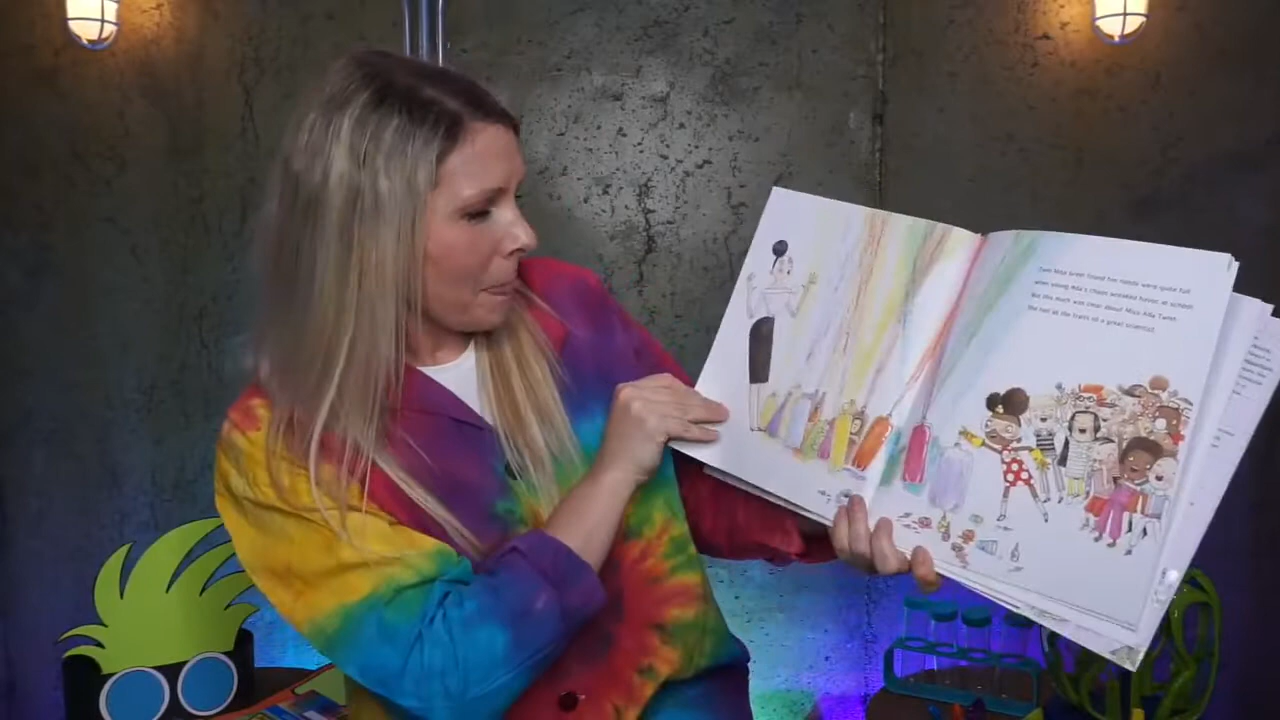 Then Miss Greer found her hands were quite full
when young Ada's chaos wreaked havoc at school.
But this much was clear about Miss Ada Twist:
She had all the traits of a great scientist.